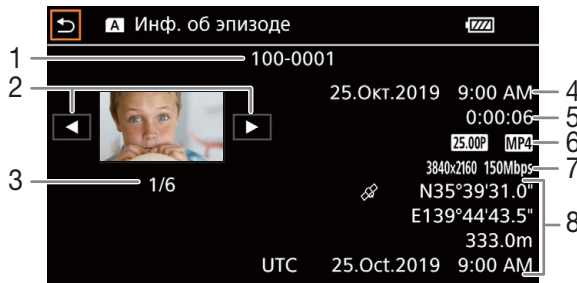 A Инф. об эпизоде
1 100-0001
2
25.Окт.2019 9:00 AM 4
0:00:06 5
25.00P MP4 6
3840x2160 150Mbps 7
3 1/6
N35°39'31.0"
E139°44'43.5" 8
333.0m
UTC 25.Oct.2019 9:00 AM